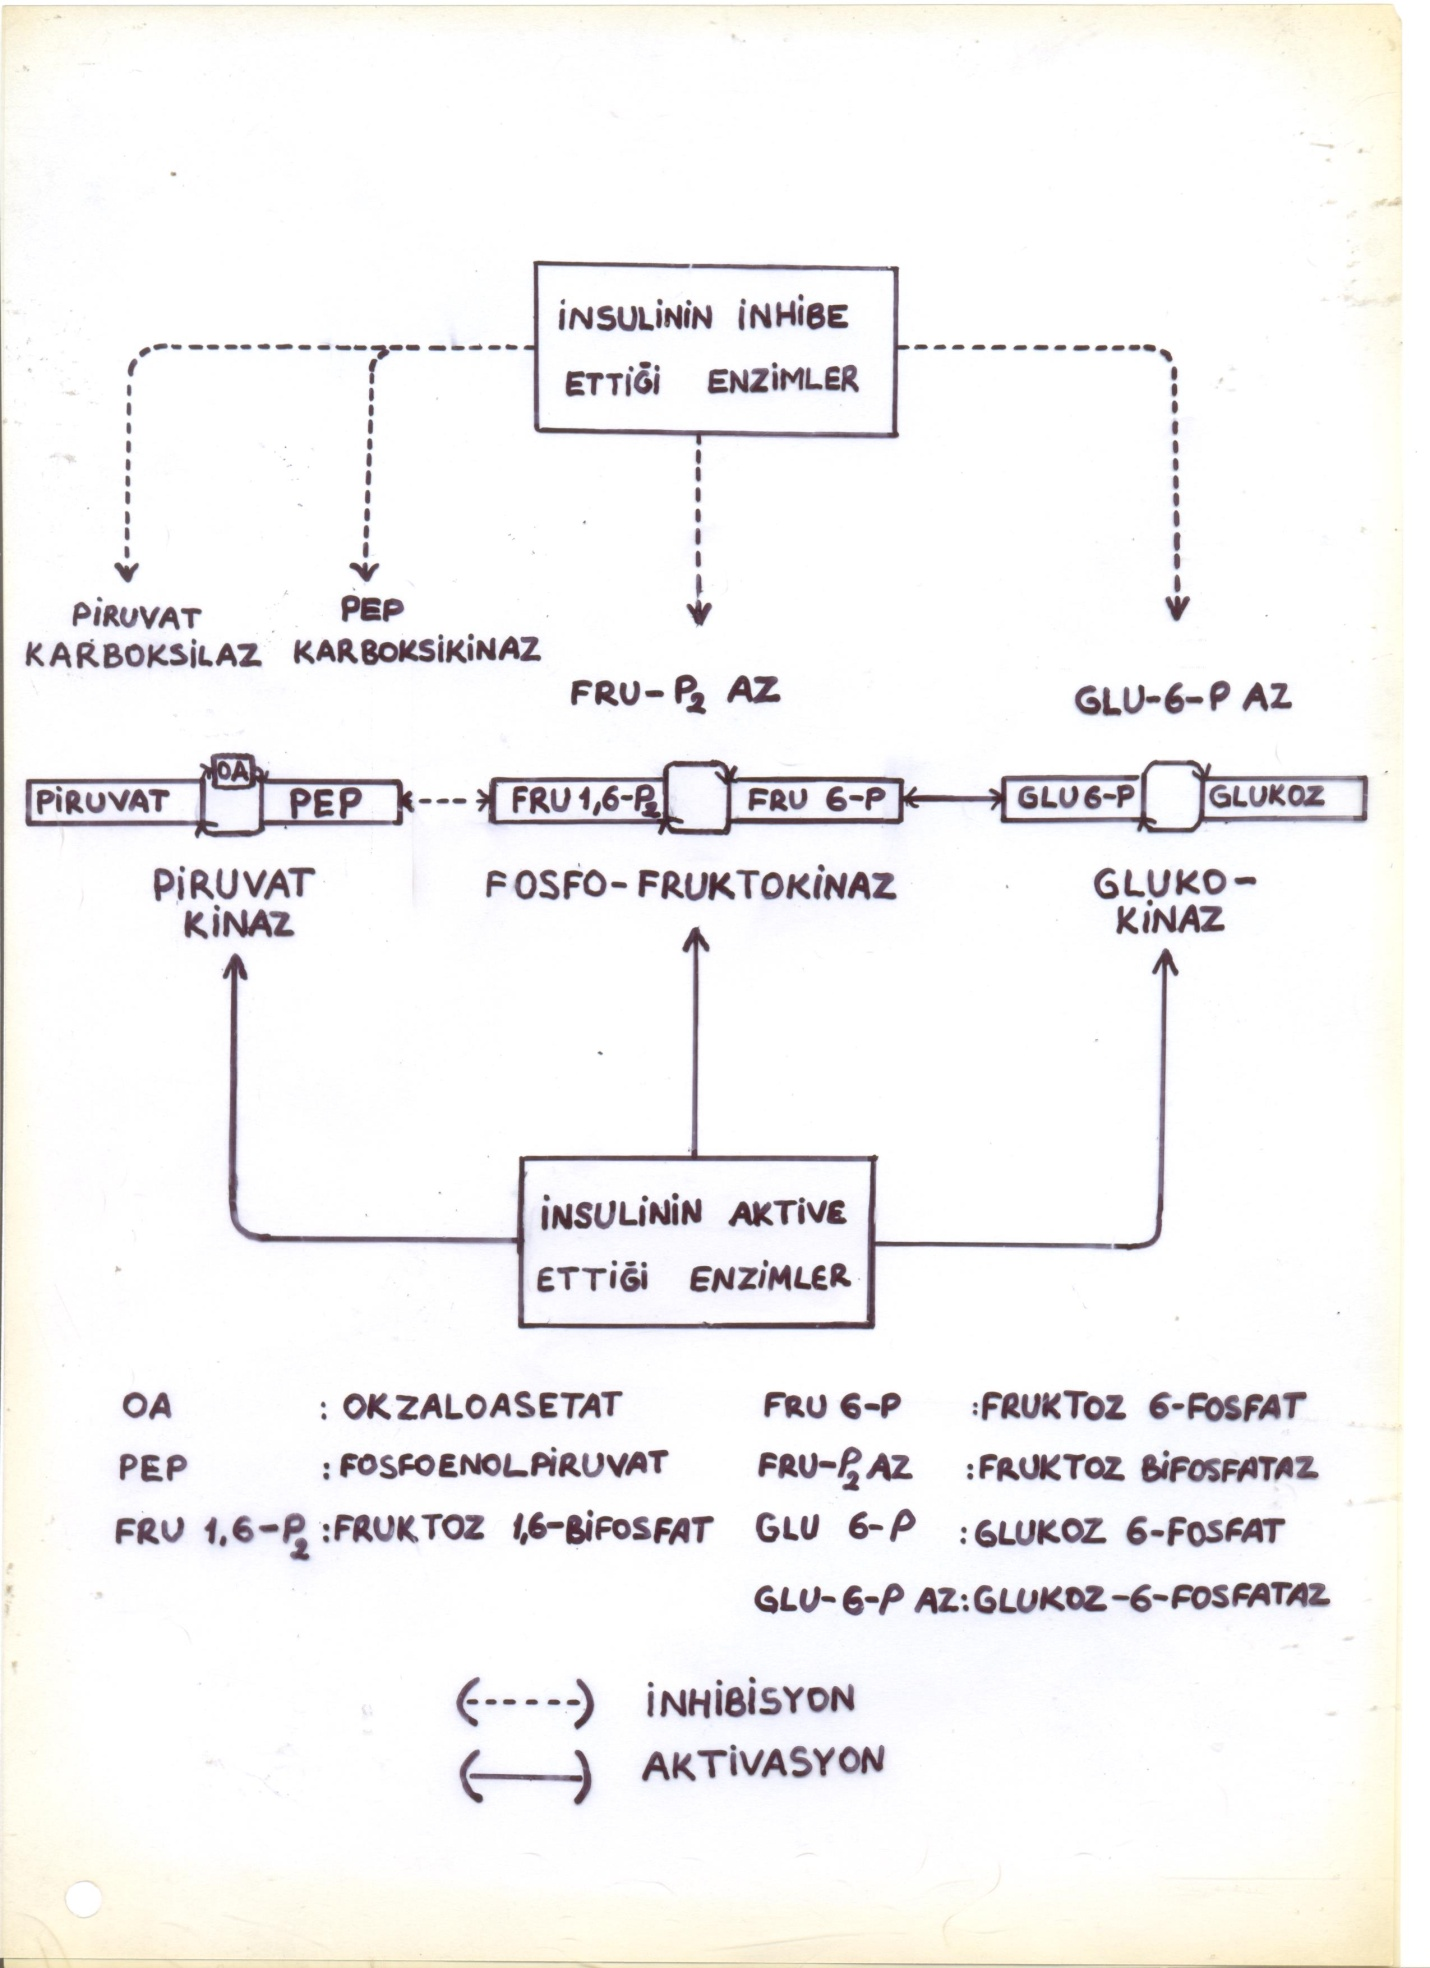 İNSULİNİN İNHİBE
ETTİĞİ ENZİMLER
PİRUVAT
KARBOKSİLAZ
PEP
KARBOKSİKİNAZ
FRU-P₂ AZ
GLU-6-P AZ
PİRUVAT
OA
PEP
FRU 1,6-P₂
FRU 6-P
GLU 6-P
GLUKOZ
PİRUVAT
KİNAZ
FOSFO-FRUKTOKİNAZ
GLUKO-
KİNAZ
İNSULİNİN AKTİVE
ETTİĞİ ENZİMLER
OA : OKZALOASETAT
PEP : FOSFOENOLPİRUVAT
FRU 1,6-P₂ : FRUKTOZ 1,6-BİFOSFAT
FRU 6-P : FRUKTOZ 6-FOSFAT
FRU-P₂ AZ : FRUKTOZ BİFOSFATAZ
GLU 6-P : GLUKOZ 6-FOSFAT
GLU-6-P AZ : GLUKOZ-6-FOSFATAZ
(------) İNHİBİSYON
(———) AKTİVASYON